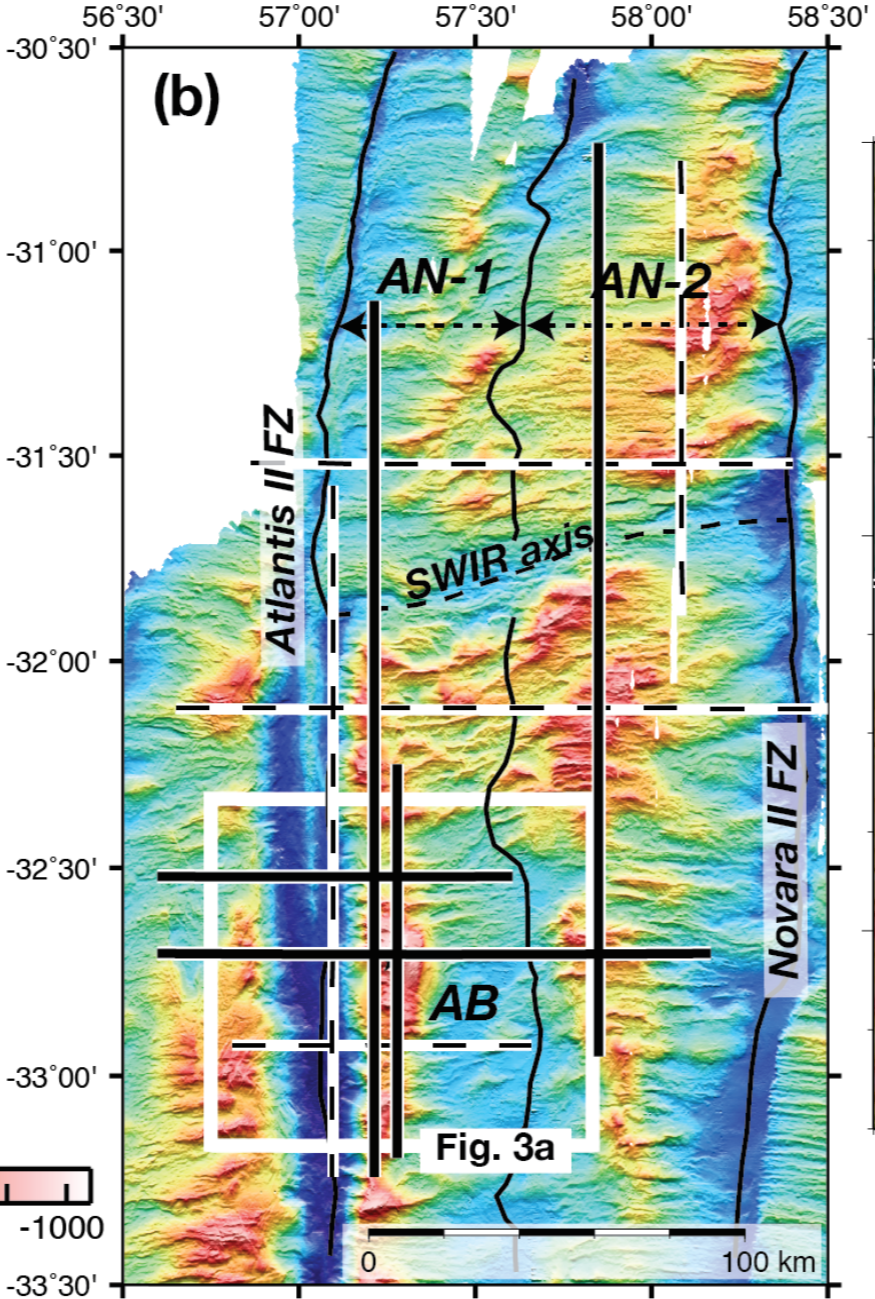 56°30' 57°00' 57°30' 58°00' 58°30'
-30°30'
(b)
-31°00'
AN-1 AN-2
-31°30'
Atlantis II FZ
SWIR axis
-32°00'
Novara II FZ
-32°30'
AB
-33°00'
Fig. 3a
-1000
0 100 km
-33°30'